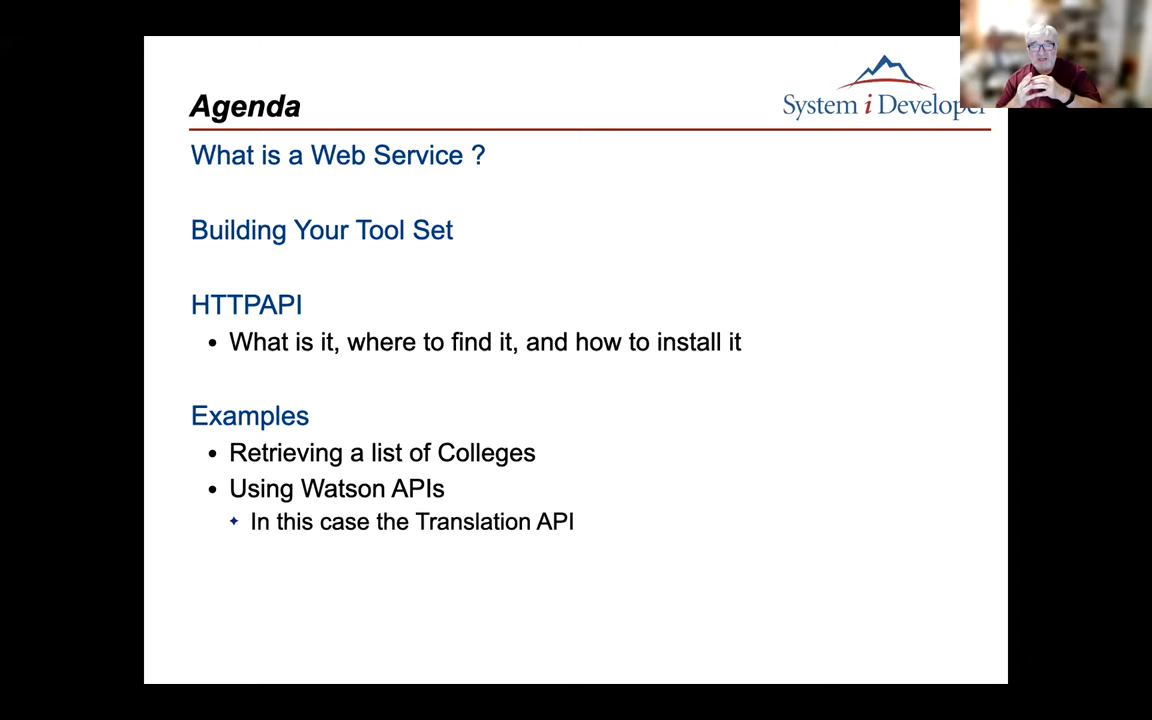 Agenda
System i Developer
What is a Web Service ?
Building Your Tool Set
HTTPAPI
• What is it, where to find it, and how to install it
Examples
• Retrieving a list of Colleges
• Using Watson APIs
✦ In this case the Translation API